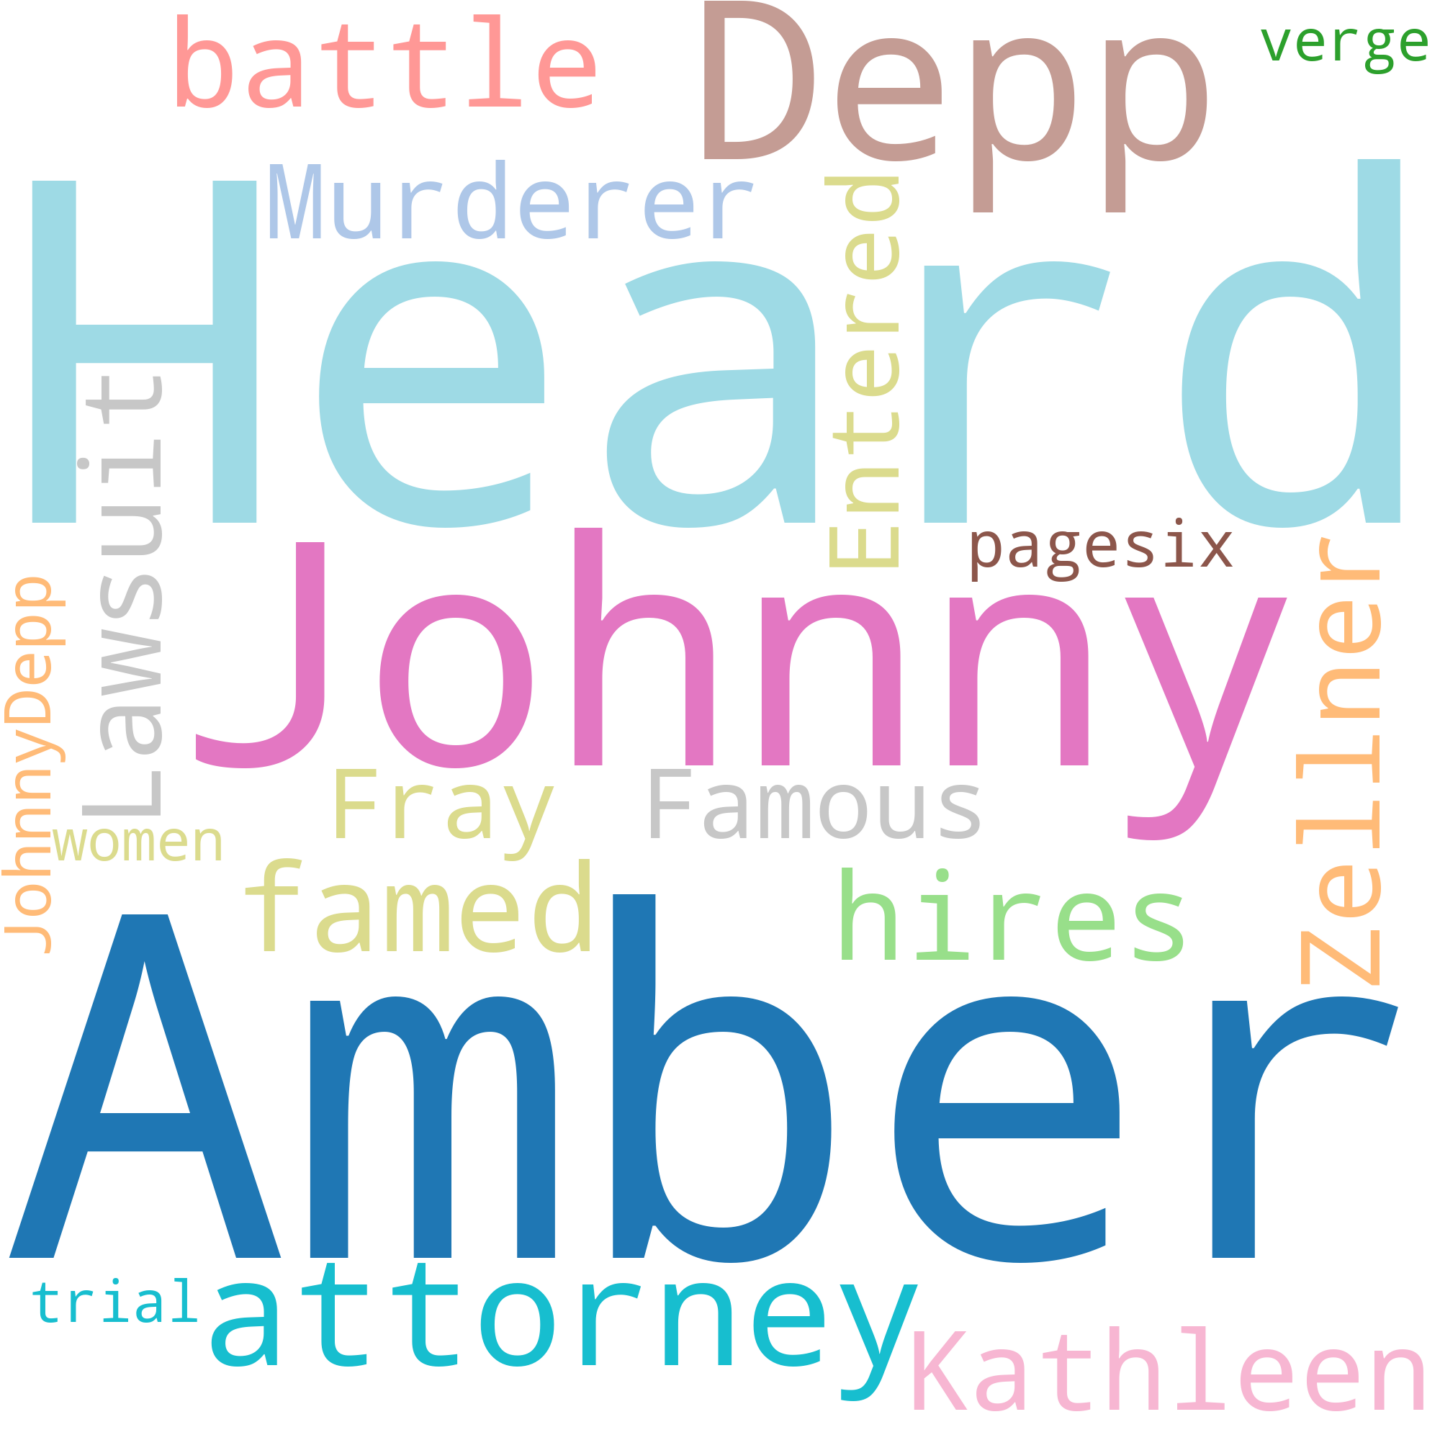 battle
Depp
verge
Murderer
Heard
Entered
Lawsuit
Johnny
pagesix
Zellner
JohnnyDepp
women
Fray
Famous
famed
hires
Amber
trial
attorney
Kathleen